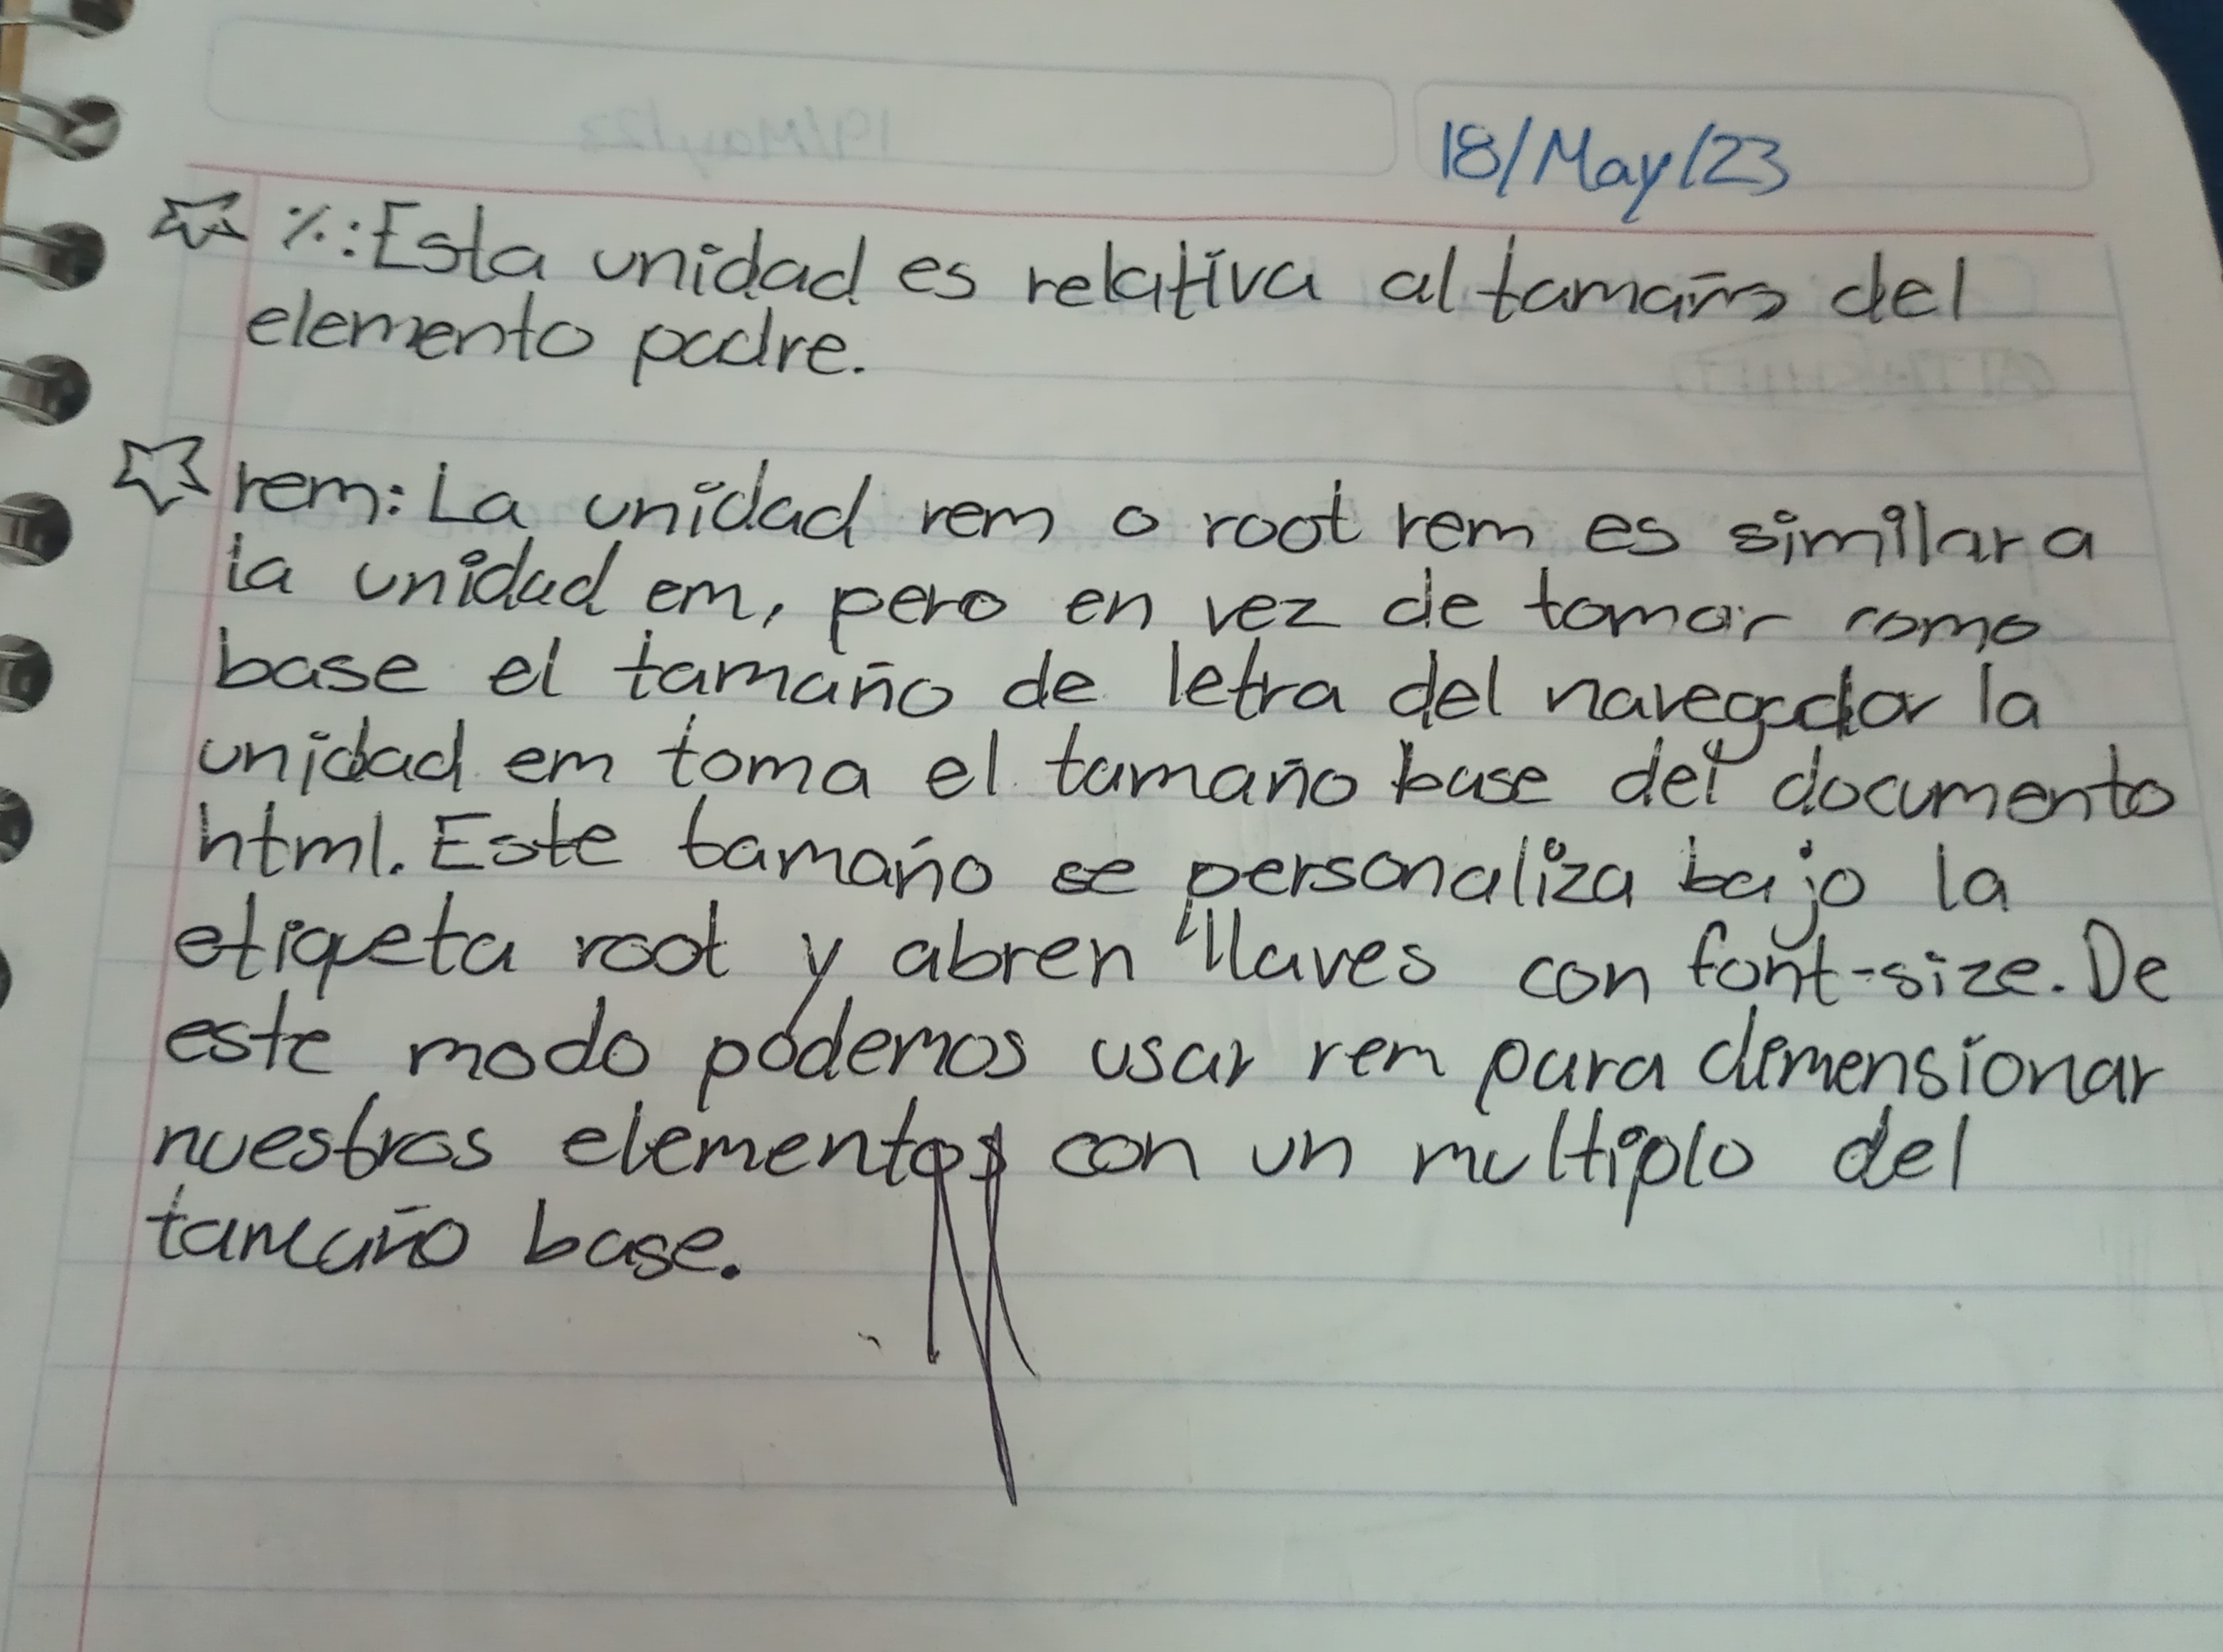 18/May/23
%: Esta unidad es relativa al tamaño del
elemento padre.
rem: La unidad rem o root rem es similar a
la unidad em, pero en vez de tomar como
base el tamaño de letra del navegador la
unidad em toma el tamaño base del documento
html. Este tamaño se personaliza bajo la
etiqueta root y abren llaves con font-size. De
este modo podemos usar rem para dimensionar
nuestros elementos con un multiplo del
tamaño base.